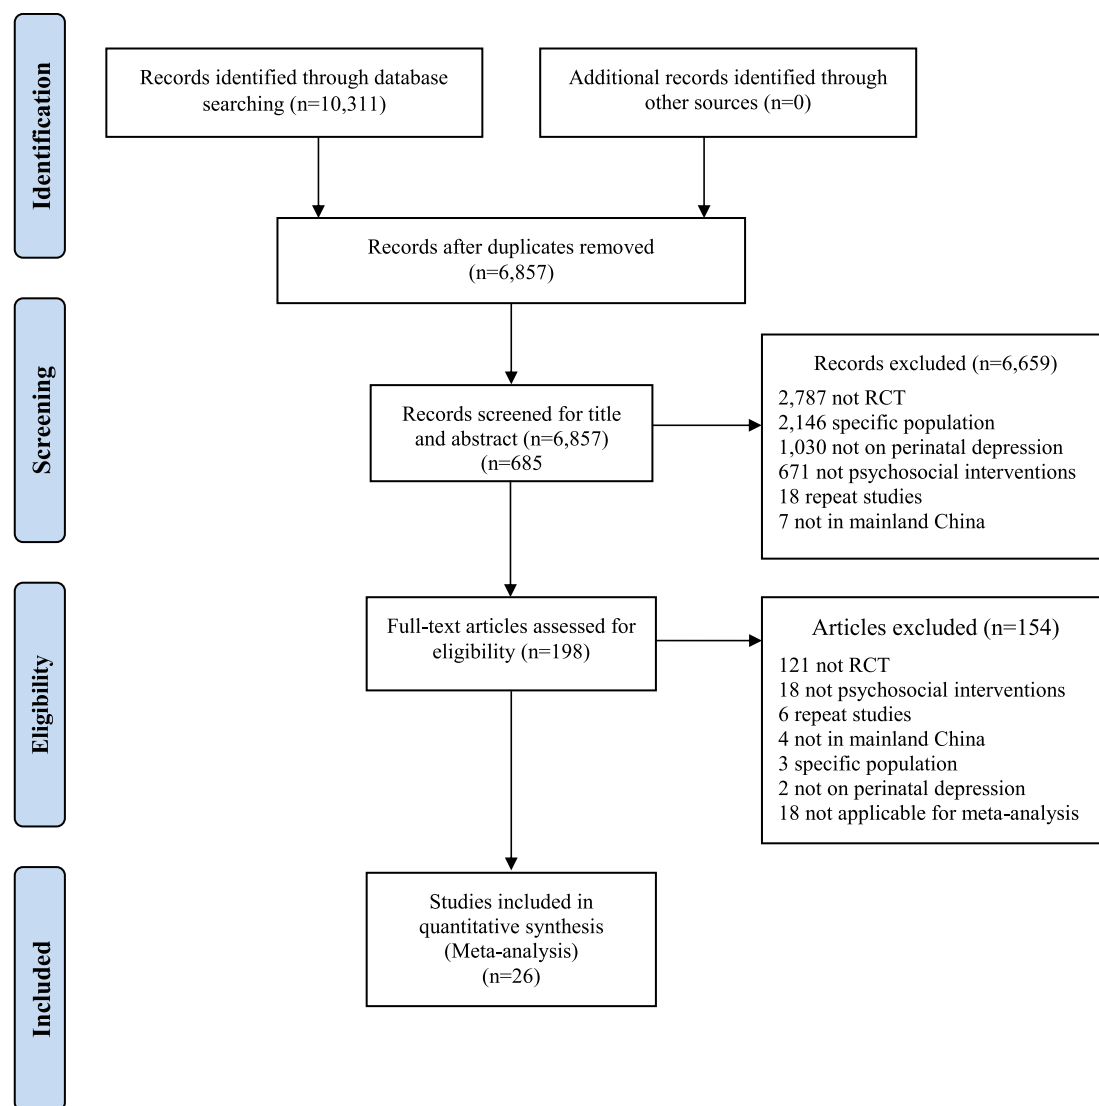 Identification
Records identified through database
searching (n=10,311)
Additional records identified through
other sources (n=0)
Records after duplicates removed
(n=6,857)
Screening
Records screened for title
and abstract (n=6,857)
(n=685
Records excluded (n=6,659)
2,787 not RCT
2,146 specific population
1,030 not on perinatal depression
671 not psychosocial interventions
18 repeat studies
7 not in mainland China
Eligibility
Full-text articles assessed for
eligibility (n=198)
Articles excluded (n=154)
121 not RCT
18 not psychosocial interventions
6 repeat studies
4 not in mainland China
3 specific population
2 not on perinatal depression
18 not applicable for meta-analysis
Included
Studies included in
quantitative synthesis
(Meta-analysis)
(n=26)